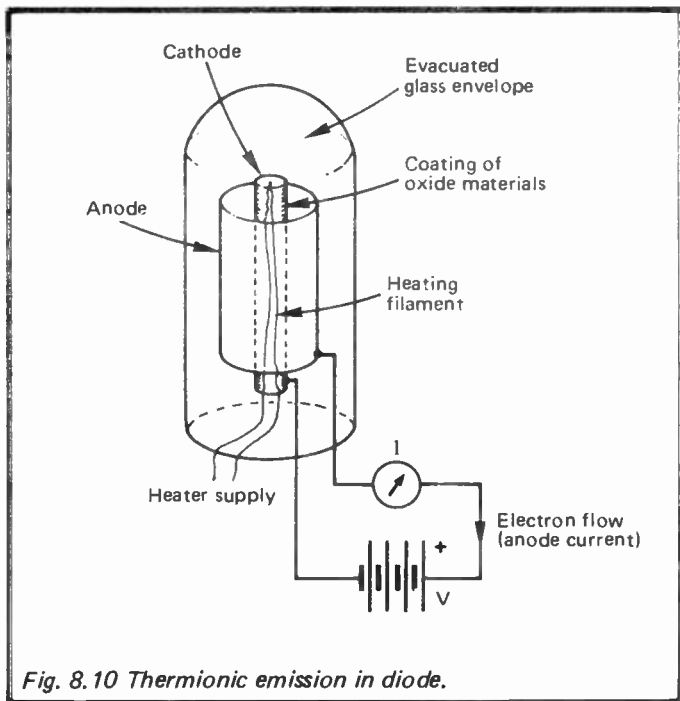 Cathode
Evacuated
glass envelope
Coating of
oxide materials
Anode
Heating
filament
Heater supply
I
Electron flow
(anode current)
+
V
Fig. 8.10 Thermionic emission in diode.